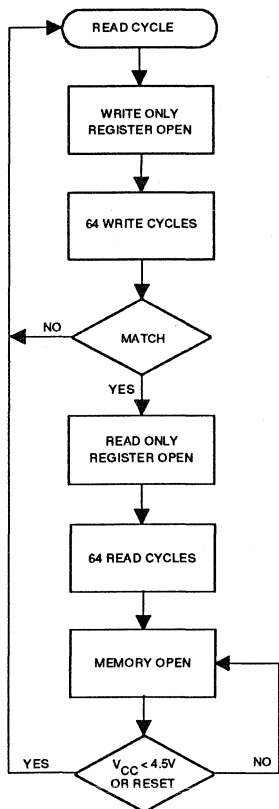 READ CYCLE
WRITE ONLY
REGISTER OPEN
64 WRITE CYCLES
NO
MATCH
YES
READ ONLY
REGISTER OPEN
64 READ CYCLES
MEMORY OPEN
YES
VCC < 4.5V
OR RESET
NO